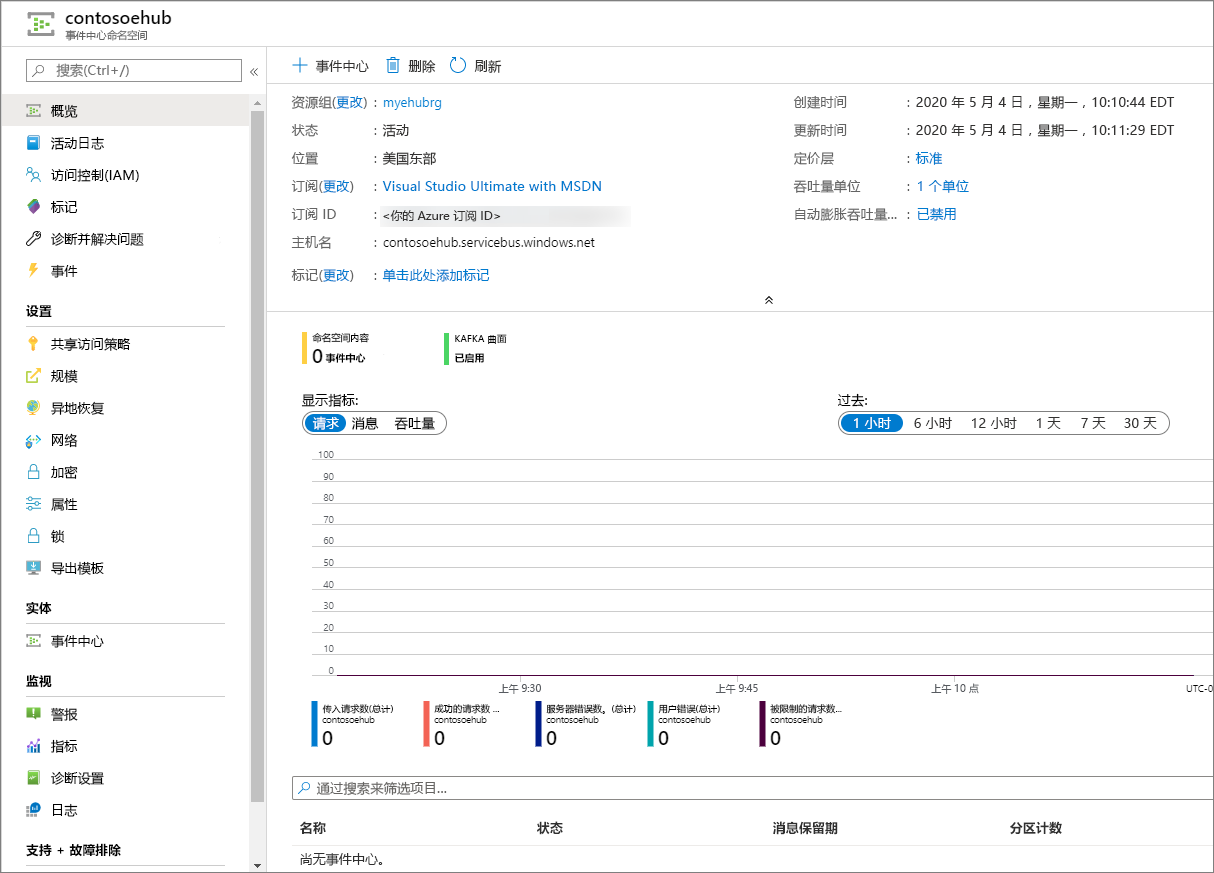 contosoehub
事件中心命名空间
搜索(Ctrl+/)
«
概览
活动日志
访问控制(IAM)
标记
诊断并解决问题
事件
设置
共享访问策略
规模
异地恢复
网络
加密
属性
锁
导出模板
实体
事件中心
监视
警报
指标
诊断设置
日志
支持 + 故障排除
事件中心 删除 刷新
资源组(更改) : myehubrg
状态 : 活动
位置 : 美国东部
订阅(更改) : Visual Studio Ultimate with MSDN
订阅 ID : <你的 Azure 订阅 ID>
主机名 : contosoehub.servicebus.windows.net
标记(更改) : 单击此处添加标记
创建时间 : 2020 年 5 月 4 日，星期一，10:10:44 EDT
更新时间 : 2020 年 5 月 4 日，星期一，10:11:29 EDT
定价层 : 标准
吞吐量单位 : 1 个单位
自动膨胀吞吐量... : 已禁用
命名空间内容
0 事件中心
KAFKA 曲面
已启用
显示指标:
请求 消息 吞吐量
过去:
1 小时 6 小时 12 小时 1 天 7 天 30 天
100
90
80
70
60
50
40
30
20
10
0
上午 9:30 上午 9:45 上午 10 点 UTC-0
传入请求数(总计)
contosoehub
0
成功的请求数 ...
contosoehub
0
服务器错误数。(总计)
contosoehub
0
用户错误(总计)
contosoehub
0
被限制的请求数...
contosoehub
0
通过搜索来筛选项目...
名称 状态 消息保留期 分区计数
尚无事件中心。